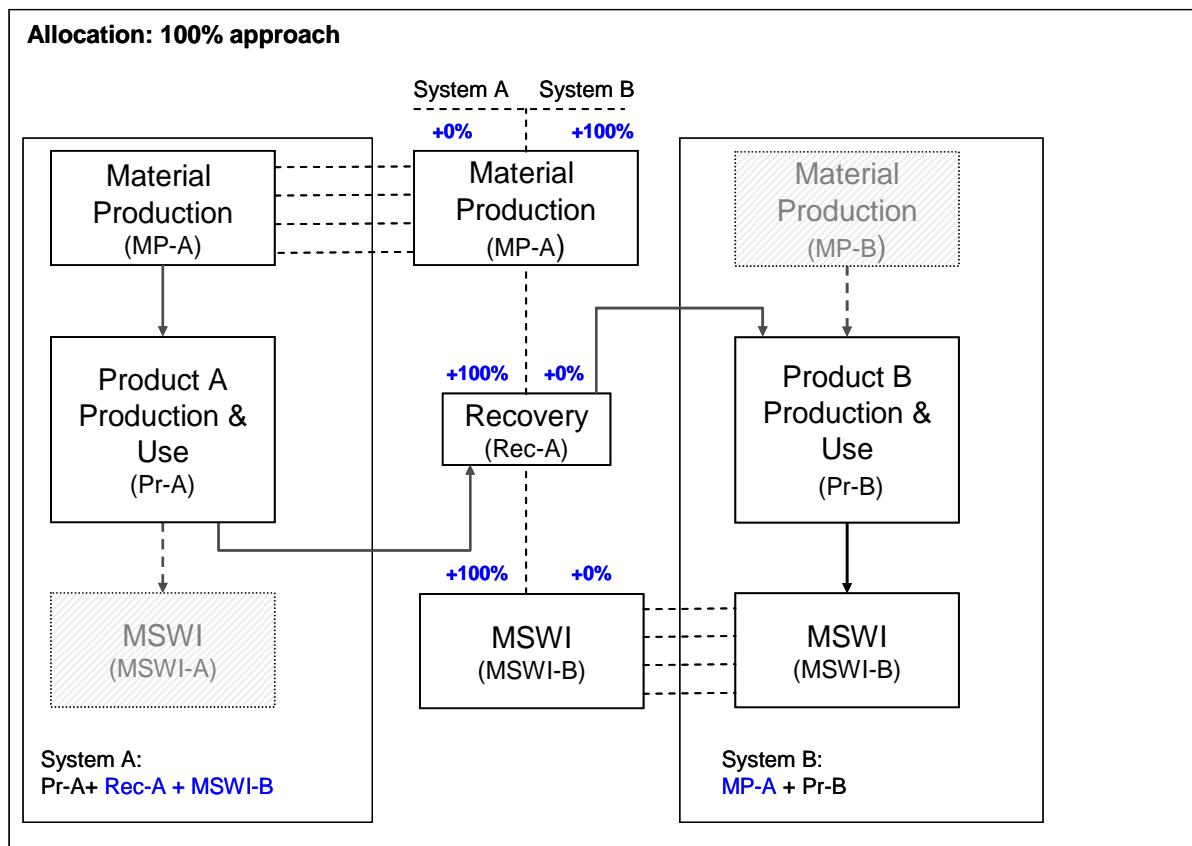 Allocation: 100% approach
System A
System B
+0%
+100%
Material
Production
(MP-A)
Material
Production
(MP-A)
Material
Production
(MP-B)
Product A
Production &
Use
(Pr-A)
+100%
+0%
Recovery
(Rec-A)
Product B
Production &
Use
(Pr-B)
+100%
+0%
MSWI
(MSWI-A)
MSWI
(MSWI-B)
MSWI
(MSWI-B)
System A:
Pr-A+ Rec-A + MSWI-B
System B:
MP-A + Pr-B